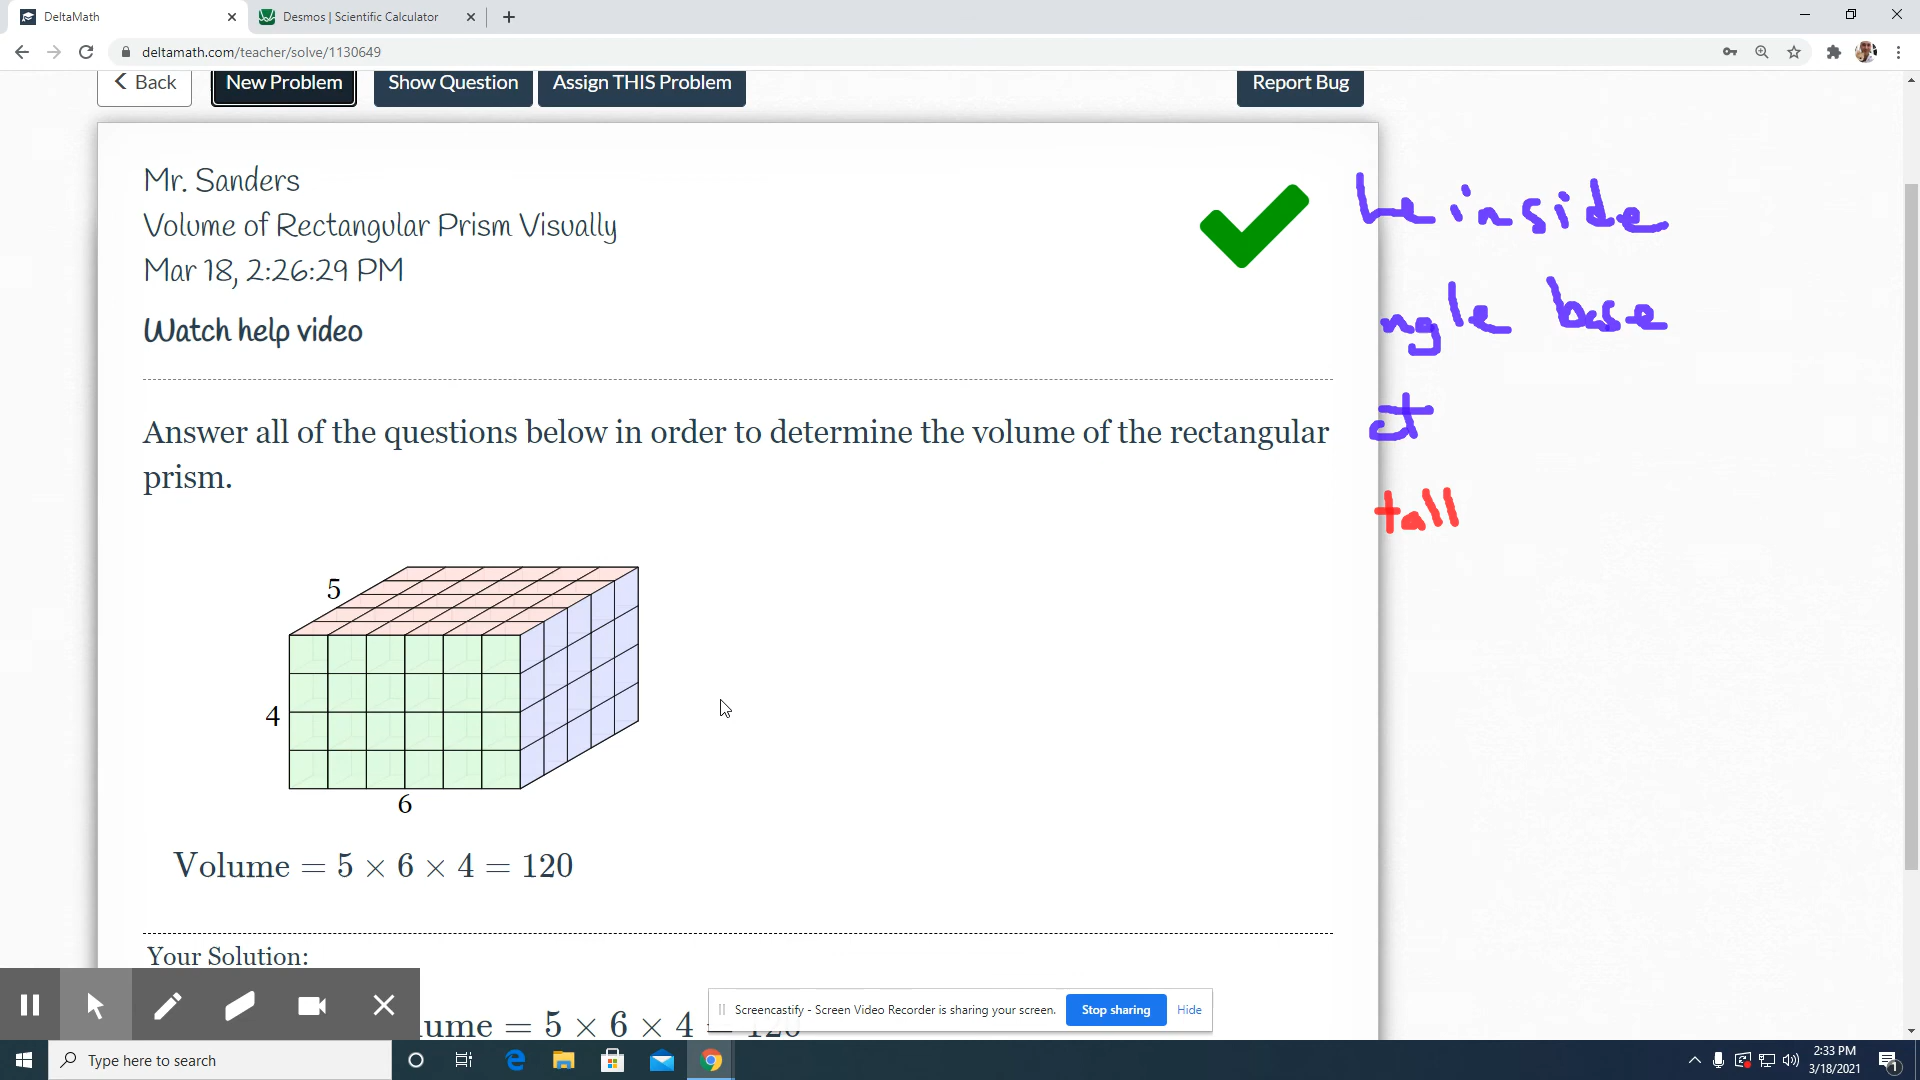 DeltaMath
Desmos | Scientific Calculator
deltamath.com/teacher/solve/1130649
Back
New Problem
Show Question
Assign THIS Problem
Report Bug
Mr. Sanders
Volume of Rectangular Prism Visually
Mar 18, 2:26:29 PM
Watch help video
be inside
ngle base
at
tall
Answer all of the questions below in order to determine the volume of the rectangular
prism.
5
4
6
Volume = 5 × 6 × 4 = 120
Your Solution:
ume = 5 × 6 × 4 = 120
Screencastify - Screen Video Recorder is sharing your screen.
Stop sharing
Hide
Type here to search
2:33 PM
3/18/2021
1